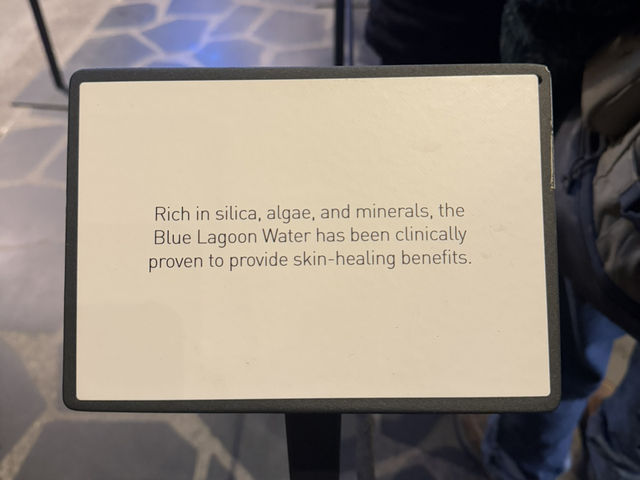 Rich in silica, algae, and minerals, the
Blue Lagoon Water has been clinically
proven to provide skin-healing benefits.